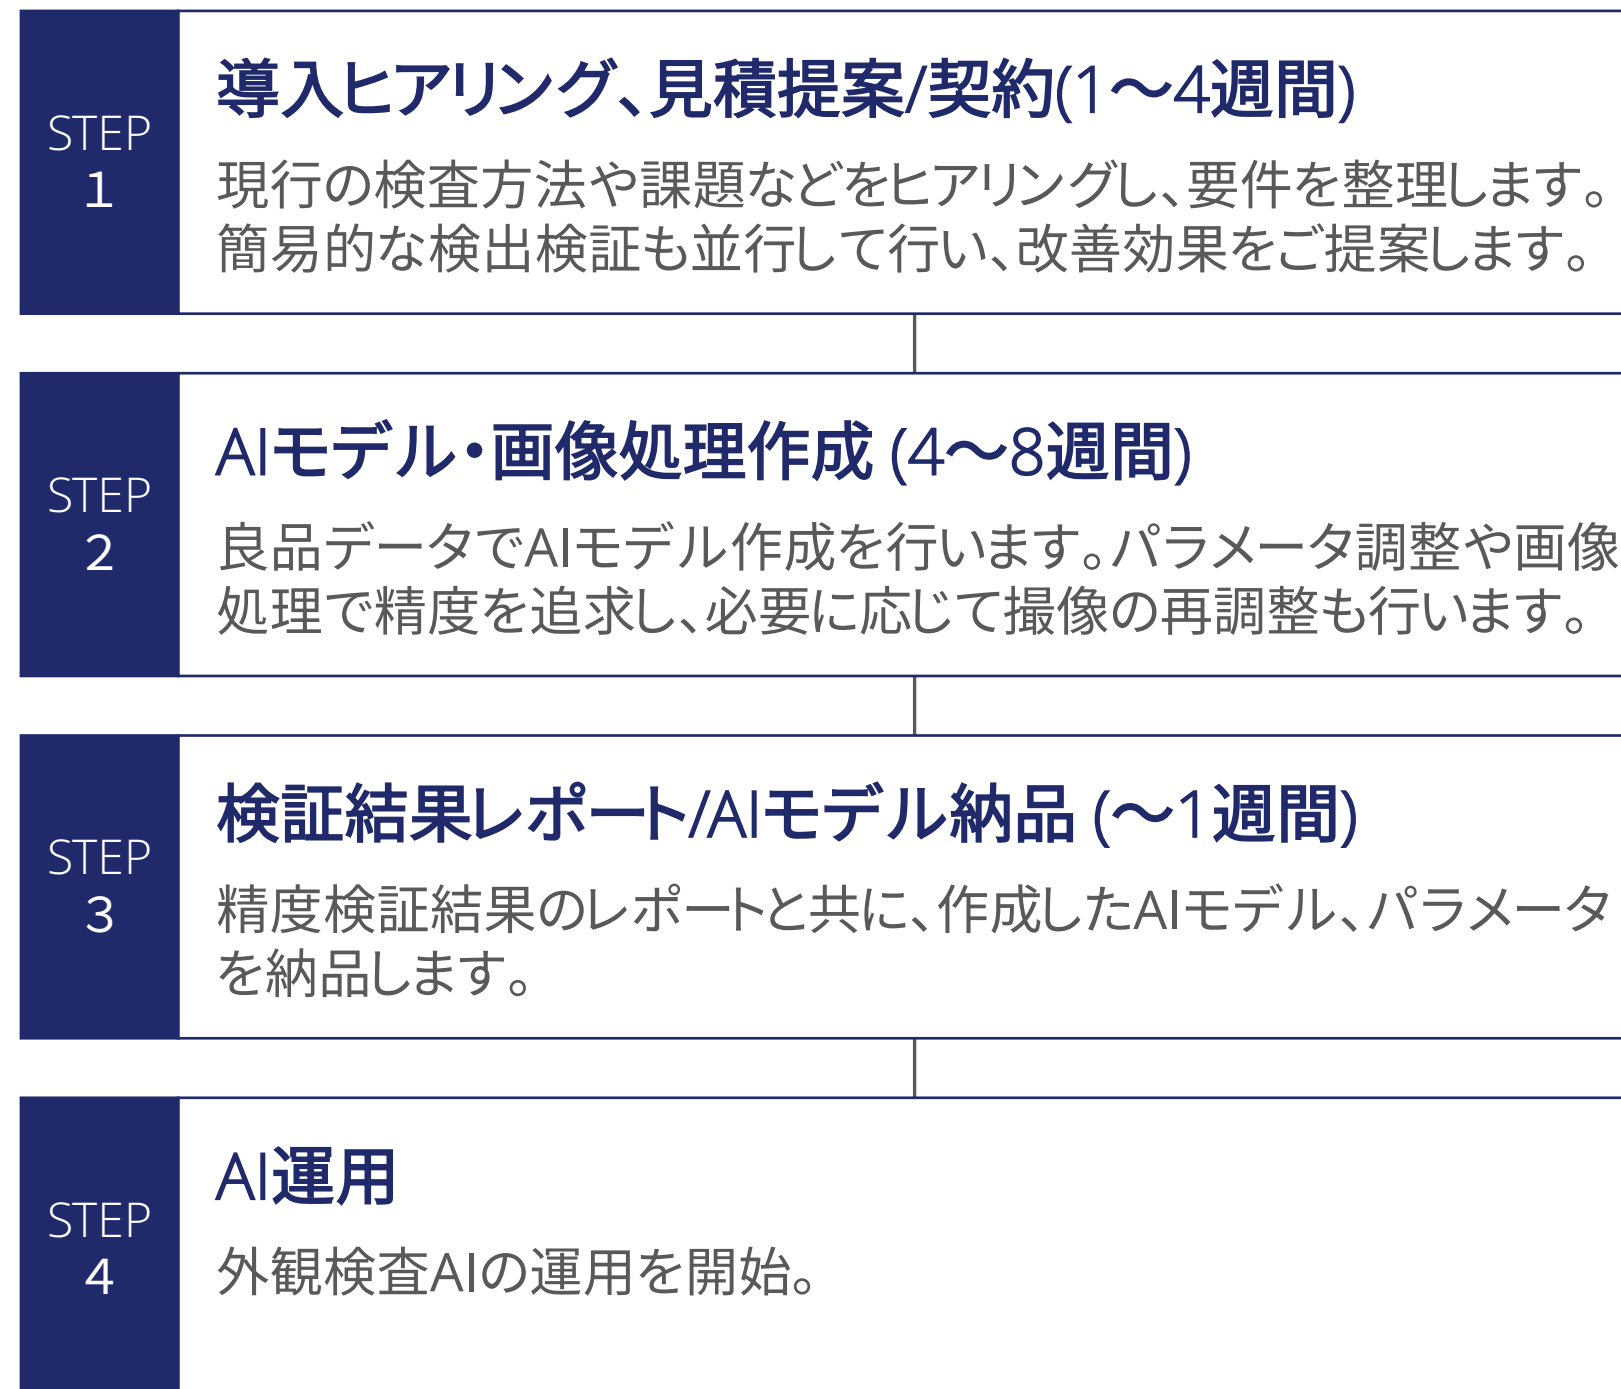 STEP
1
導入ヒアリング、見積提案/契約(1～4週間)
現行の検査方法や課題などをヒアリングし、要件を整理します。
簡易的な検出検証も並行して行い、改善効果をご提案します。
STEP
2
AIモデル・画像処理作成 (4～8週間)
良品データでAIモデル作成を行います。パラメータ調整や画像
処理で精度を追求し、必要に応じて撮像の再調整も行います。
STEP
3
検証結果レポート/AIモデル納品 (～1週間)
精度検証結果のレポートと共に、作成したAIモデル、パラメータ
を納品します。
STEP
4
AI運用
外観検査AIの運用を開始。